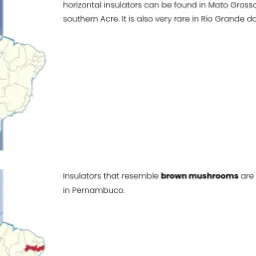 horizontal insulators can be found in Mato Grosso
southern Acre. It is also very rare in Rio Grande do
Insulators that resemble brown mushrooms are
in Pernambuco.